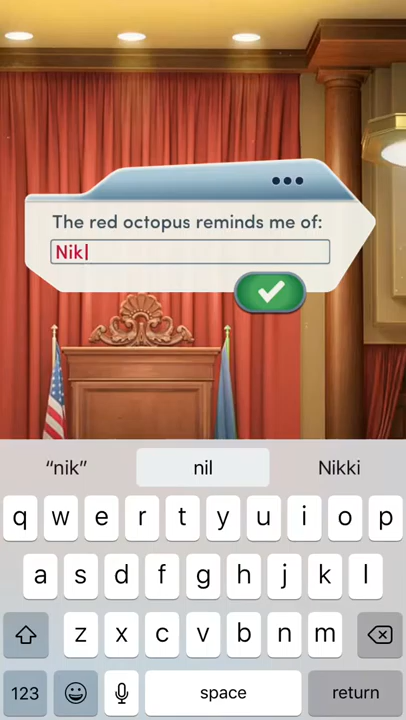 The red octopus reminds me of:
Nik
“nik” nil Nikki
q w e r t y u i o p
a s d f g h j k l
z x c v b n m
123 space return